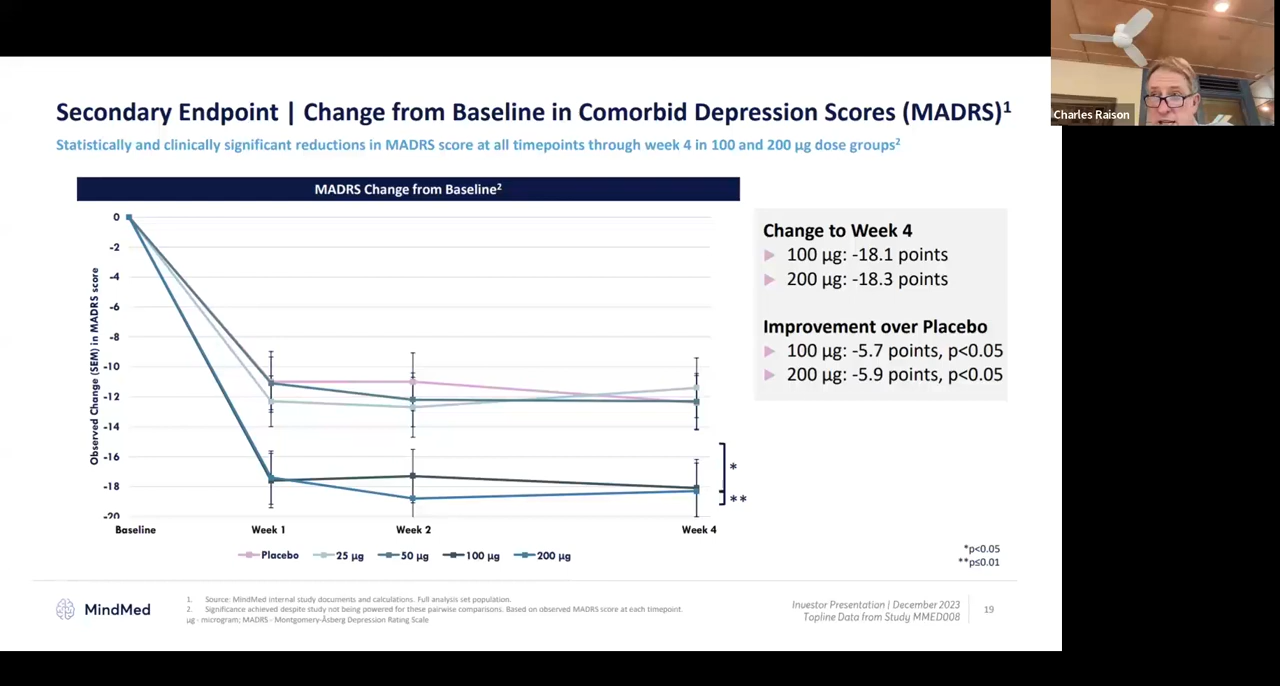 Charles Raison
Secondary Endpoint | Change from Baseline in Comorbid Depression Scores (MADRS)1
Statistically and clinically significant reductions in MADRS score at all timepoints through week 4 in 100 and 200 µg dose groups2
MADRS Change from Baseline2
Observed Change (SEM) in MADRS score
0
-2
-4
-6
-8
-10
-12
-14
-16
-18
-20
*
**
Baseline
Week 1
Week 2
Week 4
Placebo
25 µg
50 µg
100 µg
200 µg
Change to Week 4
100 µg: -18.1 points
200 µg: -18.3 points
Improvement over Placebo
100 µg: -5.7 points, p<0.05
200 µg: -5.9 points, p<0.05
*p<0.05
**p≤0.01
MindMed
1. Source: MindMed internal study documents and calculations. Full analysis set population.
2. Significance achieved despite study not being powered for these pairwise comparisons. Based on observed MADRS score at each timepoint.
µg - microgram; MADRS - Montgomery-Åsberg Depression Rating Scale
Investor Presentation | December 2023
Topline Data from Study MMED008
19